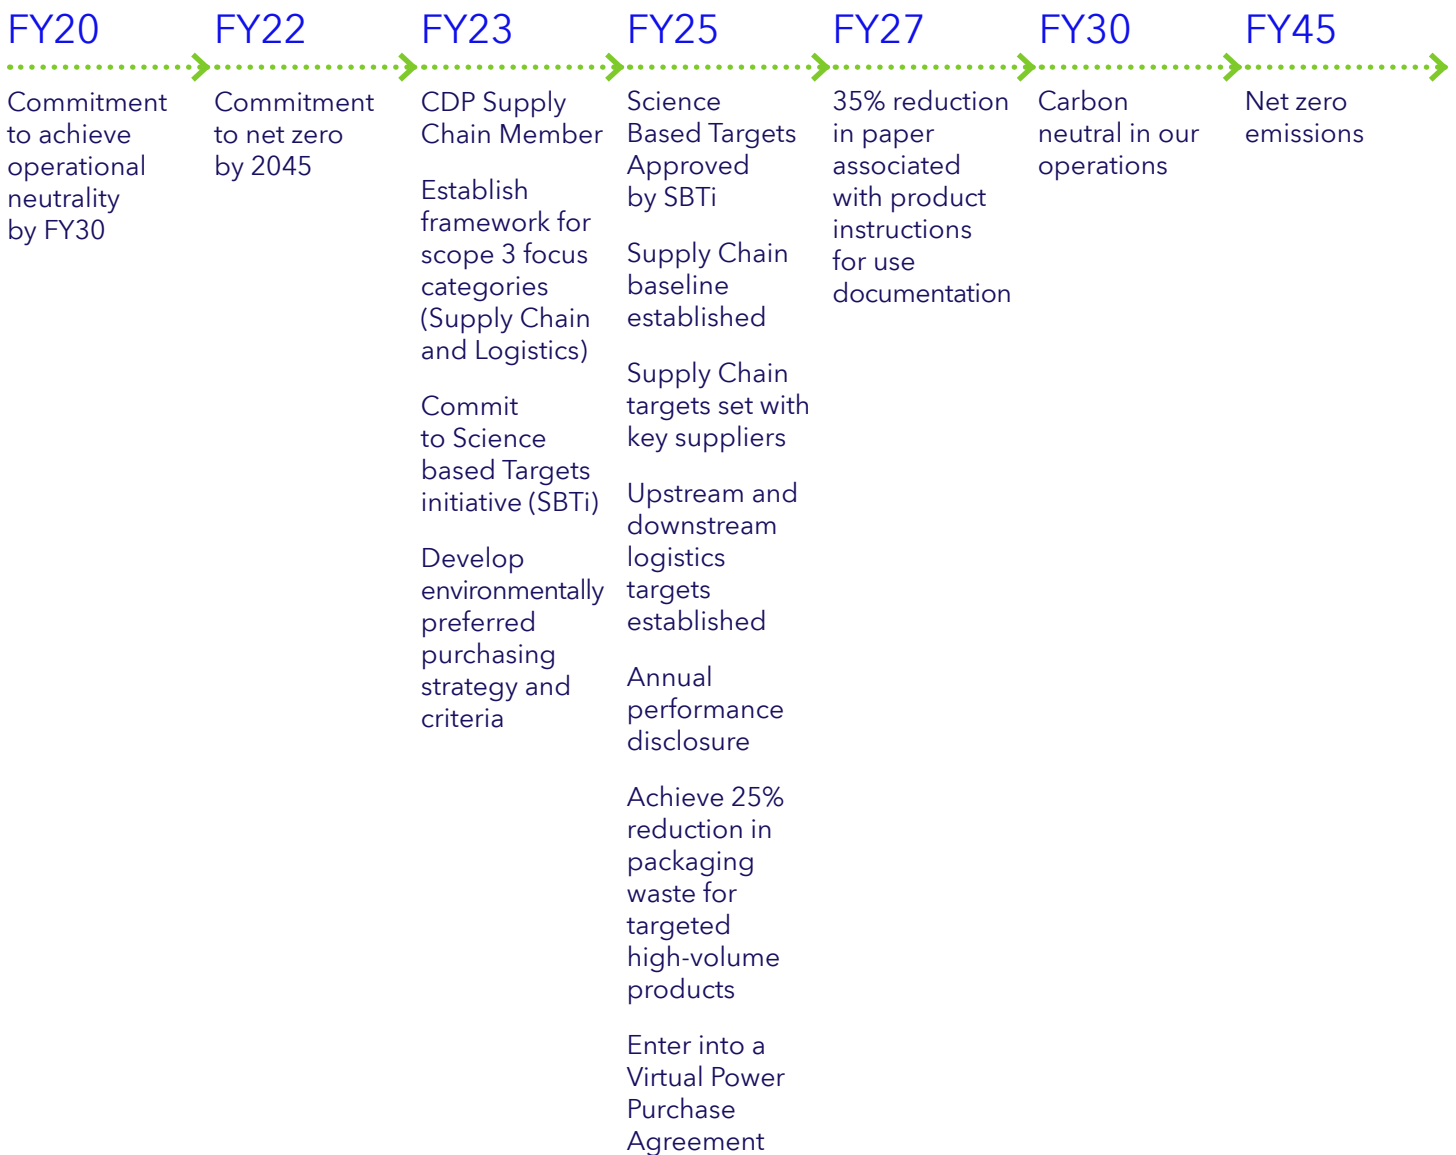 FY20
Commitment
to achieve
operational
neutrality
by FY30
FY22
Commitment
to net zero
by 2045
FY23
CDP Supply
Chain Member
Establish
framework for
scope 3 focus
categories
(Supply Chain
and Logistics)
Commit
to Science
based Targets
initiative (SBTi)
Develop
environmentally
preferred
purchasing
strategy and
criteria
FY25
Science
Based Targets
Approved
by SBTi
Supply Chain
baseline
established
Supply Chain
targets set with
key suppliers
Upstream and
downstream
logistics
targets
established
Annual
performance
disclosure
Achieve 25%
reduction in
packaging
waste for
targeted
high-volume
products
Enter into a
Virtual Power
Purchase
Agreement
FY27
35% reduction
in paper
associated
with product
instructions
for use
documentation
FY30
Carbon
neutral in our
operations
FY45
Net zero
emissions